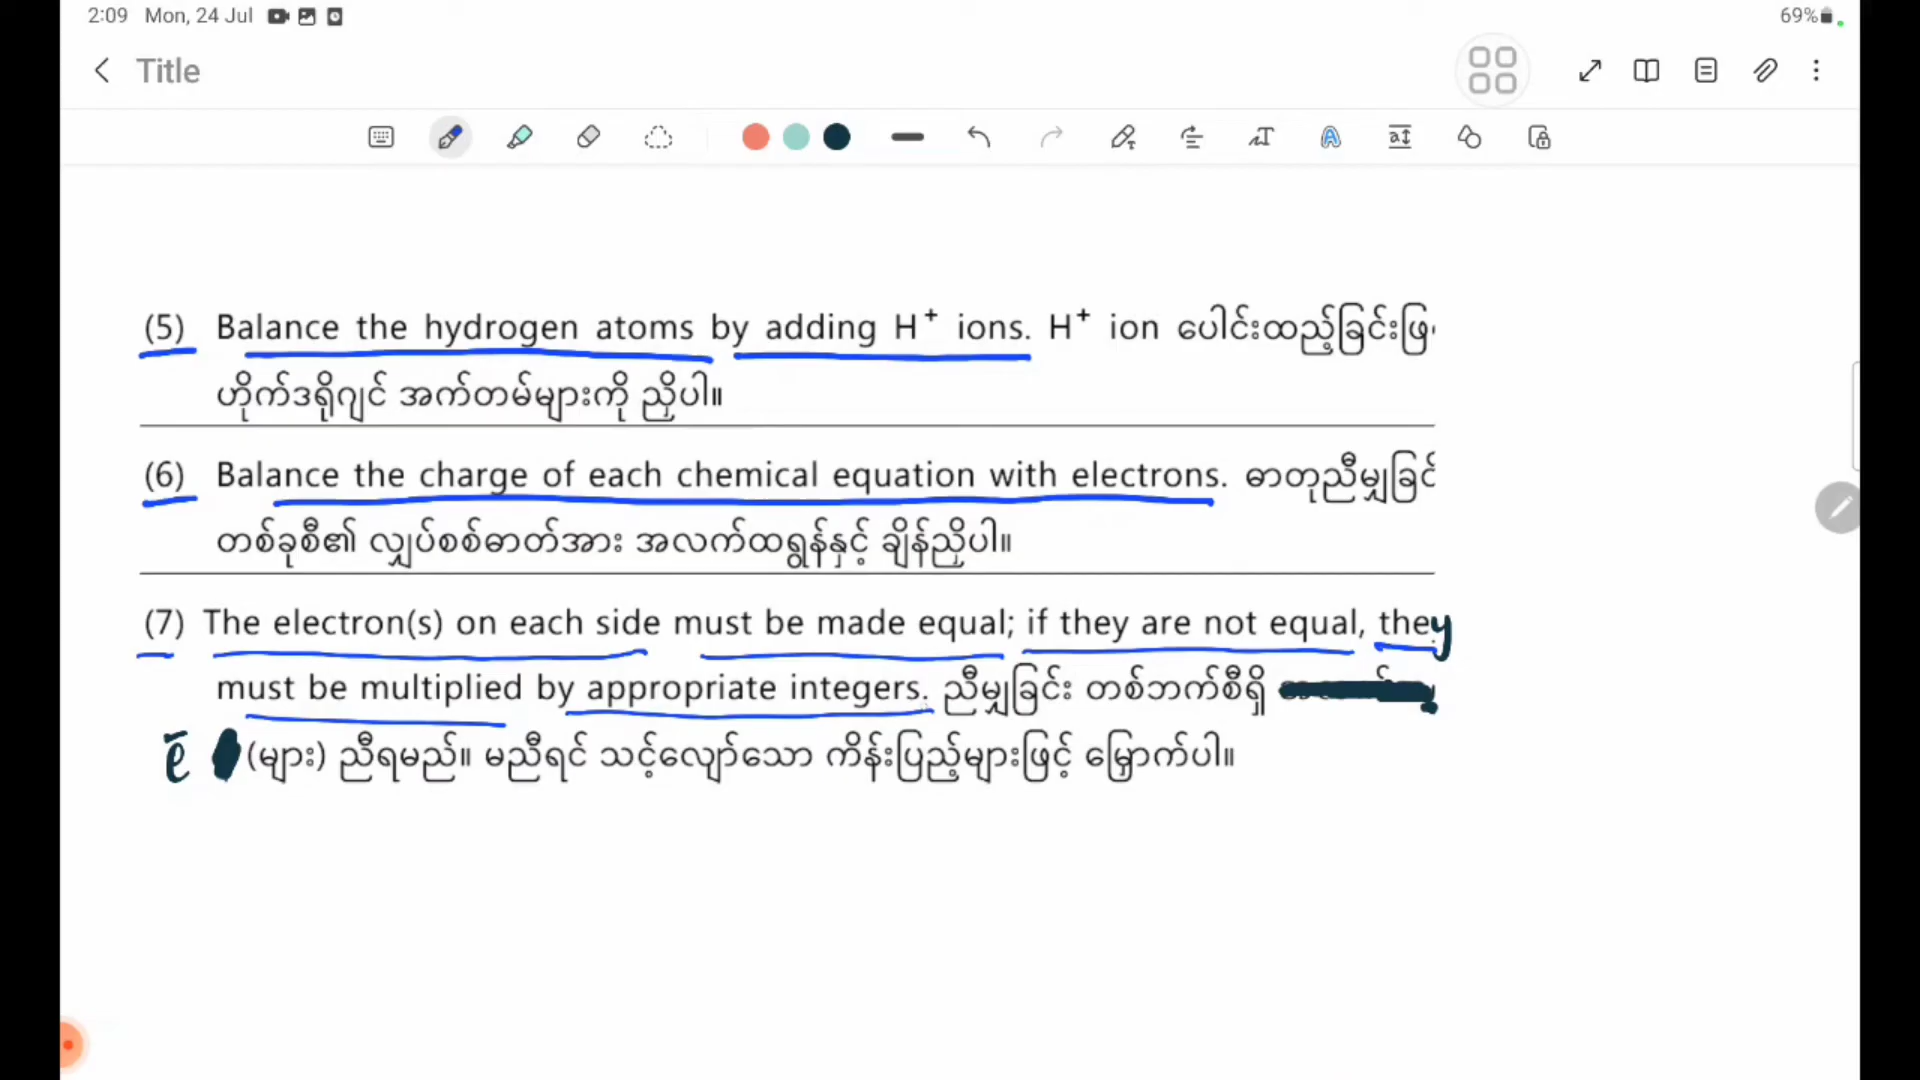 2:09 Mon, 24 Jul
69%
Title
(5) Balance the hydrogen atoms by adding H⁺ ions. H⁺ ion ပေါင်းထည့်ခြင်းဖြ
ဟိုက်ဒရိုဂျင် အက်တမ်များကို ညှိပါ။
(6) Balance the charge of each chemical equation with electrons. ဓာတုညီမျှခြင်
တစ်ခုစီ၏ လျှပ်စစ်ဓာတ်အား အလက်ထရွန်နှင့် ချိန်ညှိပါ။
(7) The electron(s) on each side must be made equal; if they are not equal, they
must be multiplied by appropriate integers. ညီမျှခြင်း တစ်ဘက်စီရှိ
ē (များ) ညီရမည်။ မညီရင် သင့်လျော်သော ကိန်းပြည့်များဖြင့် မြှောက်ပါ။